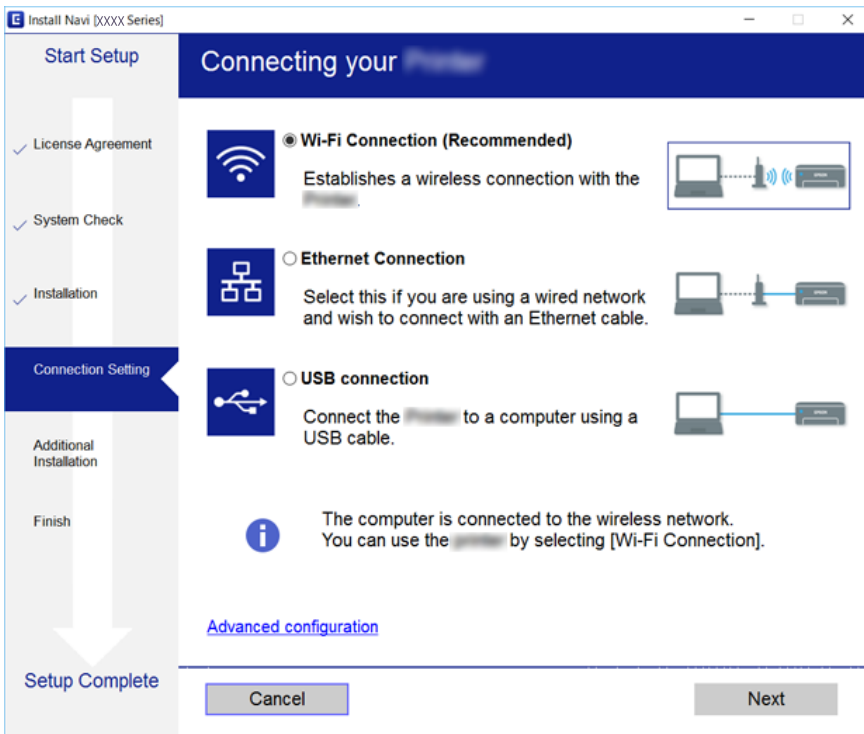 Install Navi [XXXX Series]
Start Setup
License Agreement
System Check
Installation
Connection Setting
Additional
Installation
Finish
Setup Complete
Connecting your
Wi-Fi Connection (Recommended)
Establishes a wireless connection with the
.
Ethernet Connection
Select this if you are using a wired network
and wish to connect with an Ethernet cable.
USB connection
Connect the to a computer using a
USB cable.
The computer is connected to the wireless network.
You can use the by selecting [Wi-Fi Connection].
Advanced configuration
Cancel
Next